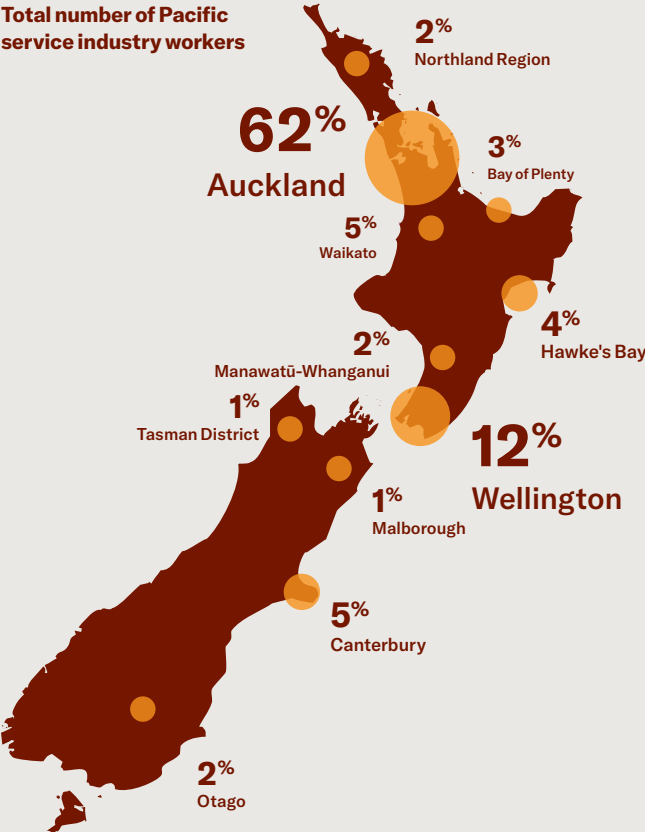 Total number of Pacific
service industry workers
2%
Northland Region
62%
Auckland
3%
Bay of Plenty
5%
Waikato
4%
Hawke's Bay
2%
Manawatū-Whanganui
1%
Tasman District
12%
Wellington
1%
Malborough
5%
Canterbury
2%
Otago